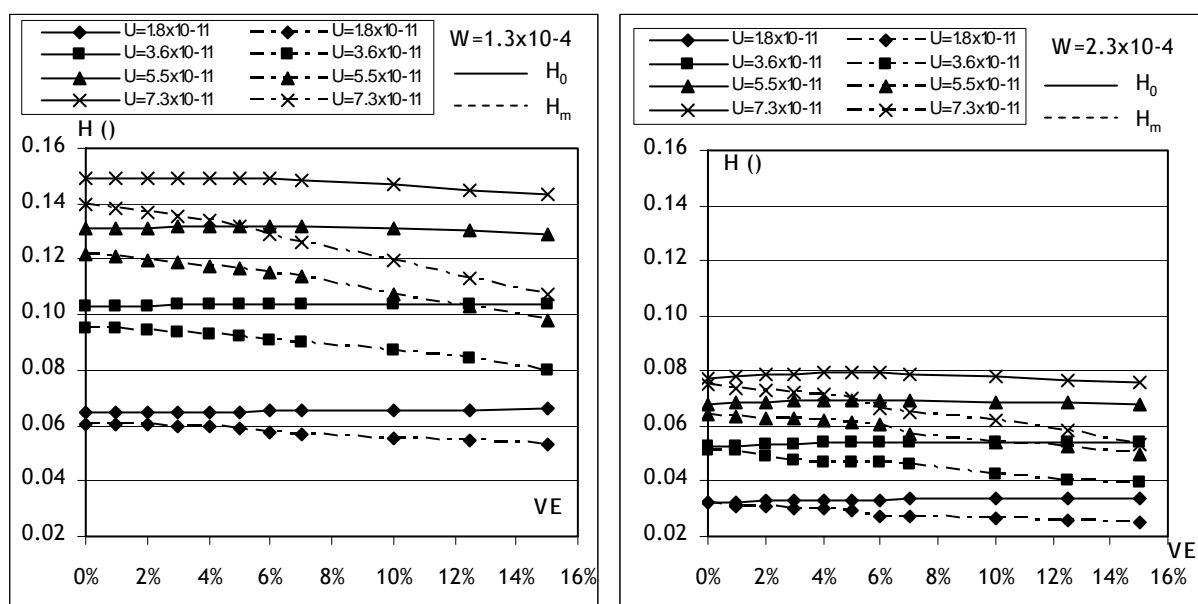 U=1.8x10-11 U=1.8x10-11
U=3.6x10-11 U=3.6x10-11
U=5.5x10-11 U=5.5x10-11
U=7.3x10-11 U=7.3x10-11
W=1.3x10-4
H0
Hm
H ()
0.16
0.14
0.12
0.10
0.08
0.06
0.04
0.02
VE
0% 2% 4% 6% 8% 10% 12% 14% 16%
U=1.8x10-11 U=1.8x10-11
U=3.6x10-11 U=3.6x10-11
U=5.5x10-11 U=5.5x10-11
U=7.3x10-11 U=7.3x10-11
W=2.3x10-4
H0
Hm
H ()
0.16
0.14
0.12
0.10
0.08
0.06
0.04
0.02
VE
0% 2% 4% 6% 8% 10% 12% 14% 16%